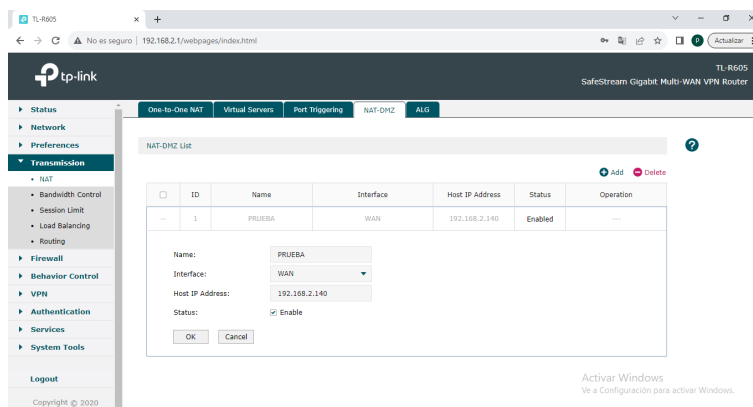 TL-R605
No es seguro | 192.168.2.1/webpages/index.html
P
Actualizar
tp-link
TL-R605
SafeStream Gigabit Multi-WAN VPN Router
Status
Network
Preferences
Transmission
NAT
Bandwidth Control
Session Limit
Load Balancing
Routing
Firewall
Behavior Control
VPN
Authentication
Services
System Tools
Logout
Copyright © 2020
One-to-One NAT Virtual Servers Port Triggering NAT-DMZ ALG
NAT-DMZ List
?
Add Delete
ID Name Interface Host IP Address Status Operation
-- 1 PRUEBA WAN 192.168.2.140 Enabled ---
Name: PRUEBA
Interface: WAN
Host IP Address: 192.168.2.140
Status: Enable
OK Cancel
Activar Windows
Ve a Configuración para activar Windows.